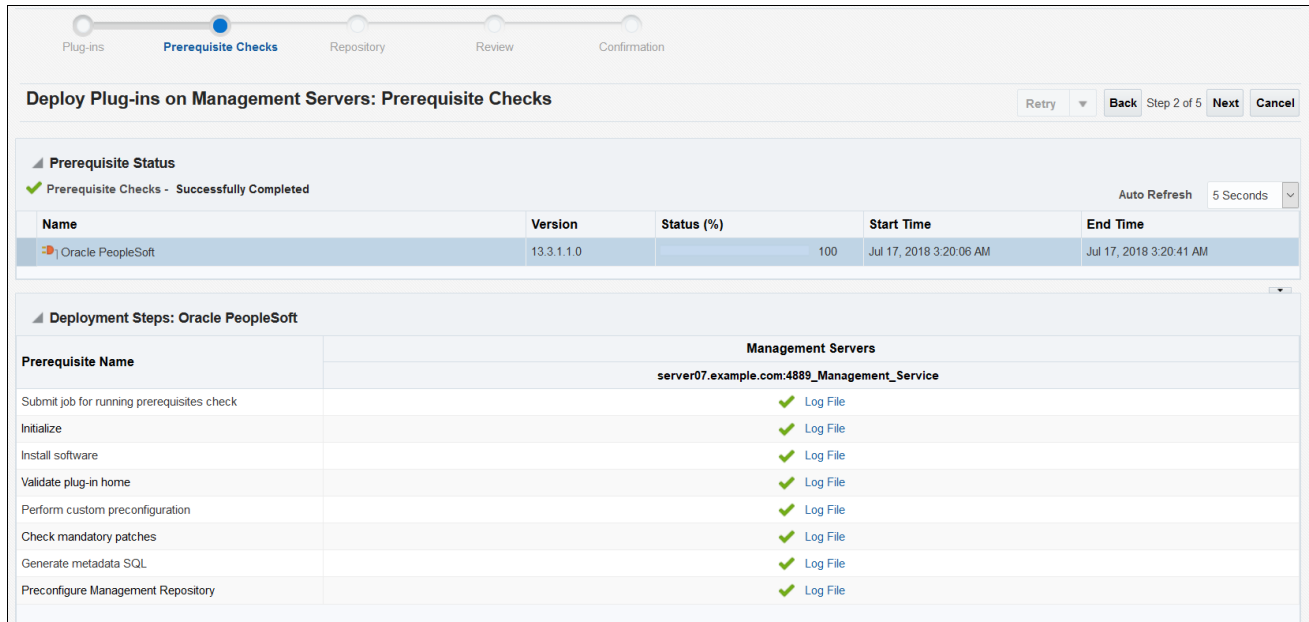 Plug-ins Prerequisite Checks Repository Review Confirmation
Deploy Plug-ins on Management Servers: Prerequisite Checks
Retry Back Step 2 of 5 Next Cancel
Prerequisite Status
Prerequisite Checks - Successfully Completed
Auto Refresh 5 Seconds
Name Version Status (%) Start Time End Time
Oracle PeopleSoft 13.3.1.1.0 100 Jul 17, 2018 3:20:06 AM Jul 17, 2018 3:20:41 AM
Deployment Steps: Oracle PeopleSoft
Prerequisite Name Management Servers
server07.example.com:4889_Management_Service
Submit job for running prerequisites check Log File
Initialize Log File
Install software Log File
Validate plug-in home Log File
Perform custom preconfiguration Log File
Check mandatory patches Log File
Generate metadata SQL Log File
Preconfigure Management Repository Log File